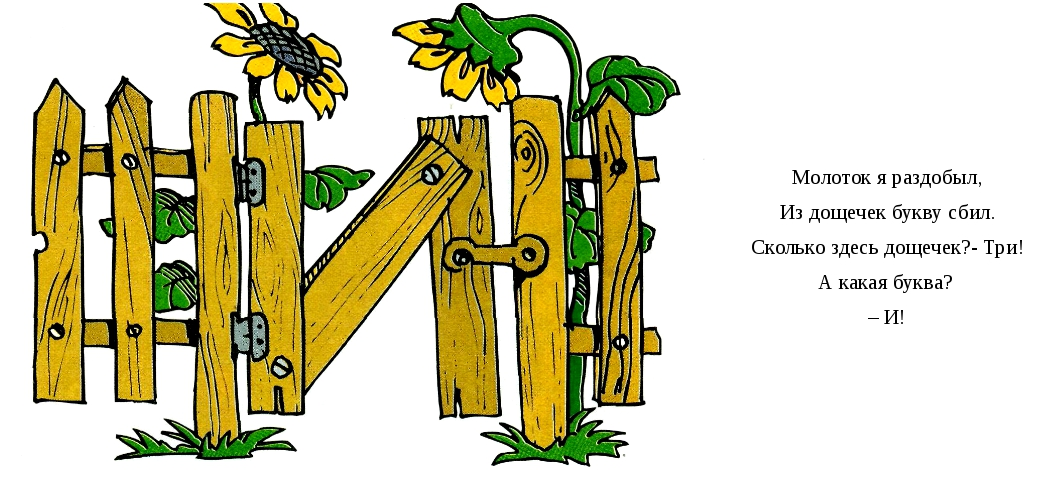 Молоток я раздобыл,
Из дощечек букву сбил.
Сколько здесь дощечек?- Три!
А какая буква?
– И!